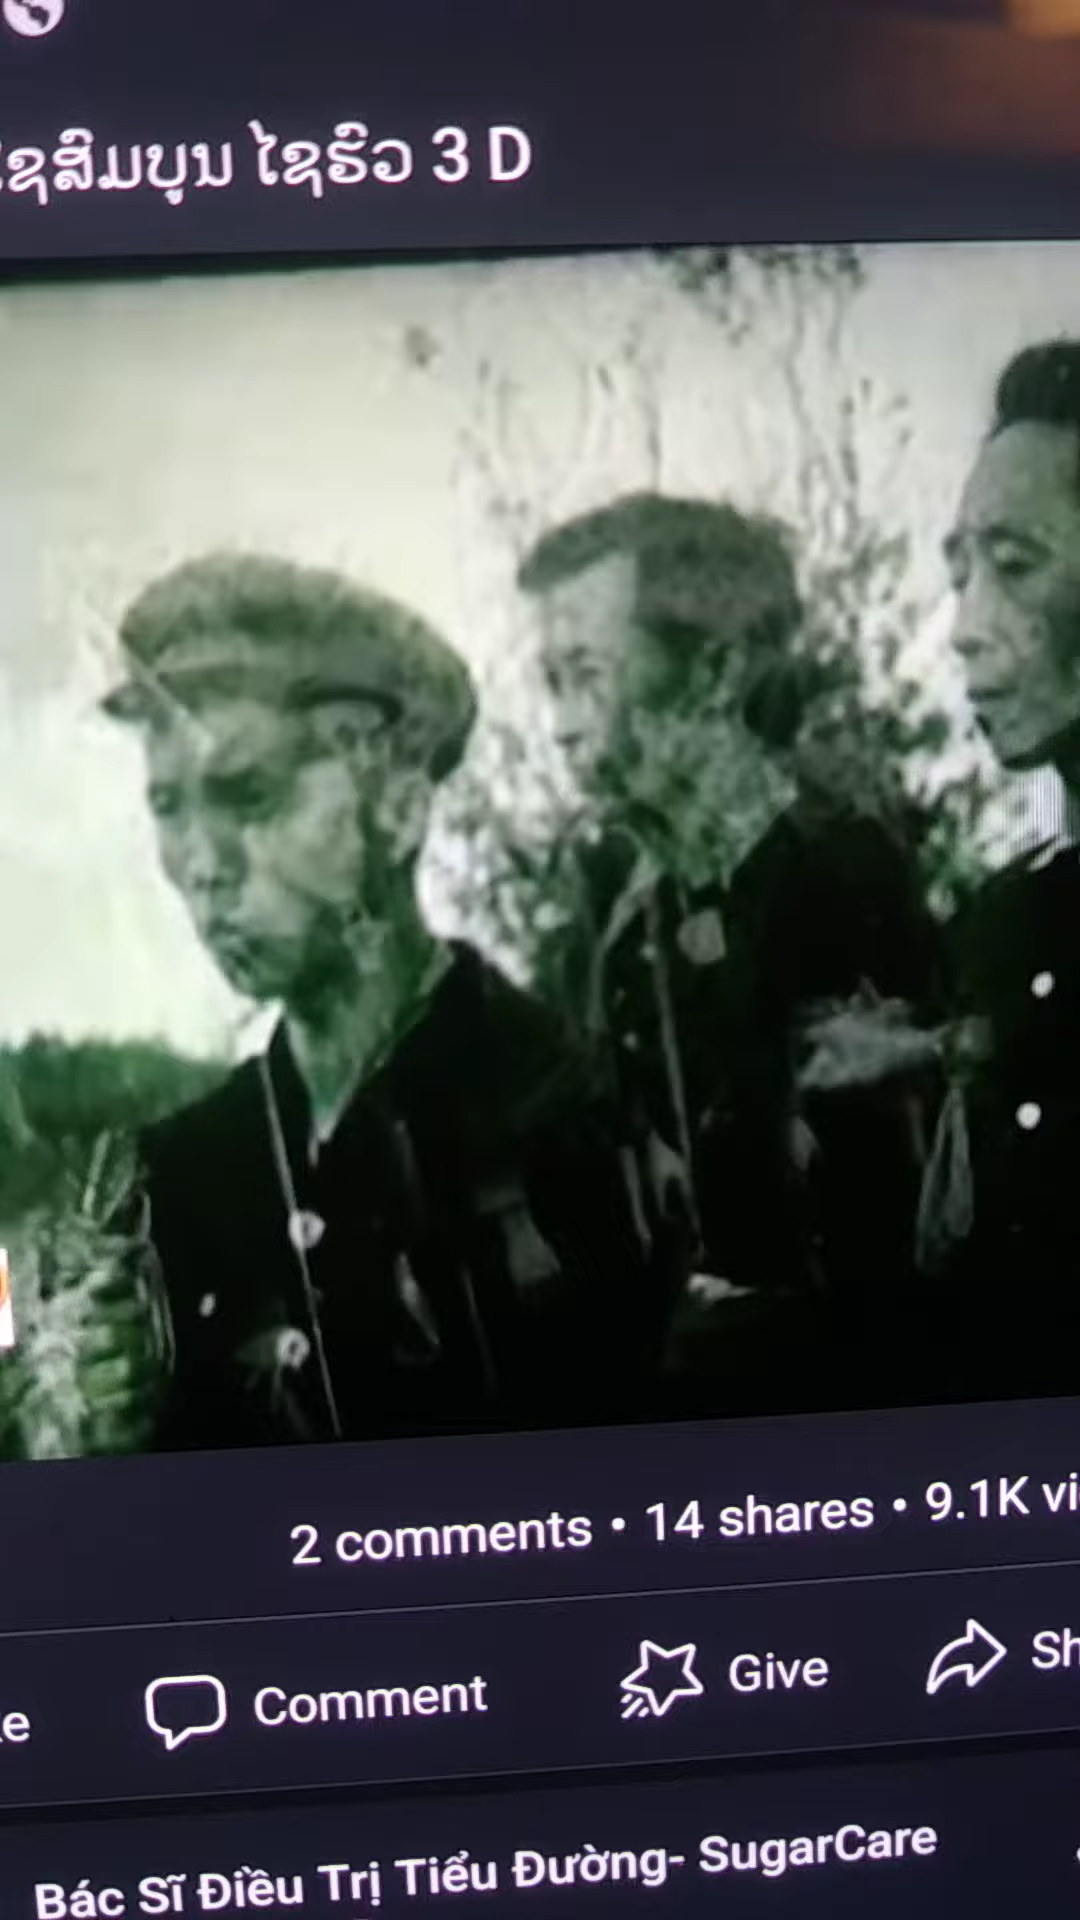 ໄຊສົມບູນ ໄຊຮົວ 3 D
2 comments • 14 shares • 9.1K vi
Comment
Give
Sh
Bác Sĩ Điều Trị Tiểu Đường- SugarCare